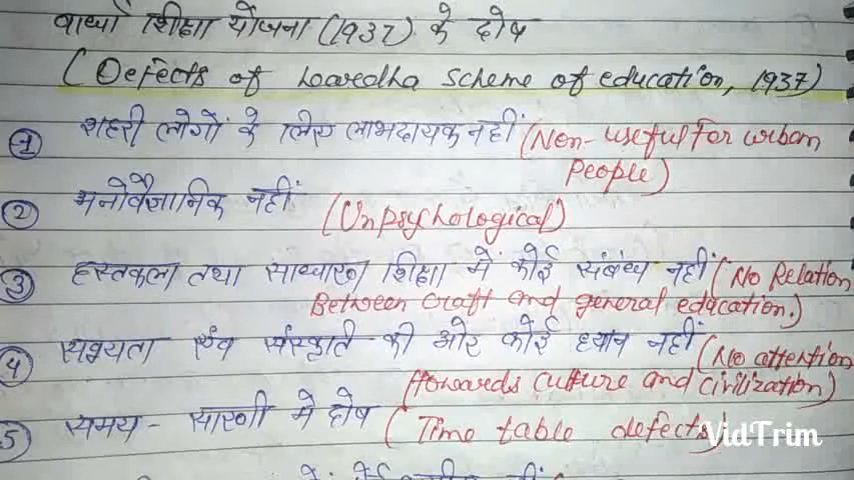 वार्धा शिक्षा योजना (1937) के दोष
(Defects of Waredha scheme of education, 1937)
① शहरी लोगों के लिए लाभदायक नहीं (Non-useful for urban
People)
② मनोवैज्ञानिक नहीं (Unpsychological)
③ हस्तकला तथा साधारण शिक्षा में कोई संबंध नहीं (No Relation
Between craft and general education.)
④ सभ्यता एंव संस्कृति की ओर कोई ध्यान नहीं (No attention
towards culture and civilization)
5 समय - सारणी मे दोष (Time table defects)
VidTrim